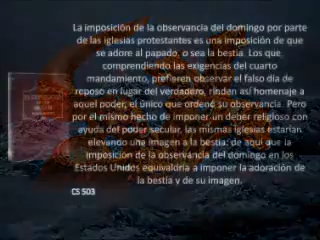 La imposición de la observancia del domingo por parte
de las iglesias protestantes es una imposición de que
se adore al papado, o sea la bestia. Los que
comprendiendo las exigencias del cuarto
mandamiento, prefieren observar el falso día de
reposo en lugar del verdadero, rinden así homenaje a
aquel poder, el único que ordenó su observancia. Pero
por el mismo hecho de imponer un deber religioso con
ayuda del poder secular, las mismas iglesias estarían
elevando una imagen a la bestia; de aquí que la
imposición de la observancia del domingo en los
Estados Unidos equivaldría a imponer la adoración de
la bestia y de su imagen.
CS 503